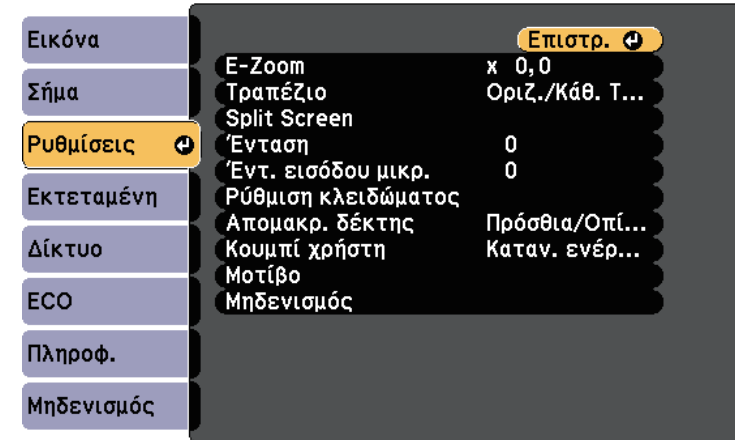 Εικόνα
Σήμα
Ρυθμίσεις
Εκτεταμένη
Δίκτυο
ECO
Πληροφ.
Μηδενισμός
Επιστρ.
E-Zoom x 0,0
Τραπέζιο Οριζ./Κάθ. Τ...
Split Screen
Ένταση 0
Έντ. εισόδου μικρ. 0
Ρύθμιση κλειδώματος
Απομακρ. δέκτης Πρόσθια/Οπί...
Κουμπί χρήστη Καταν. ενέρ...
Μοτίβο
Μηδενισμός